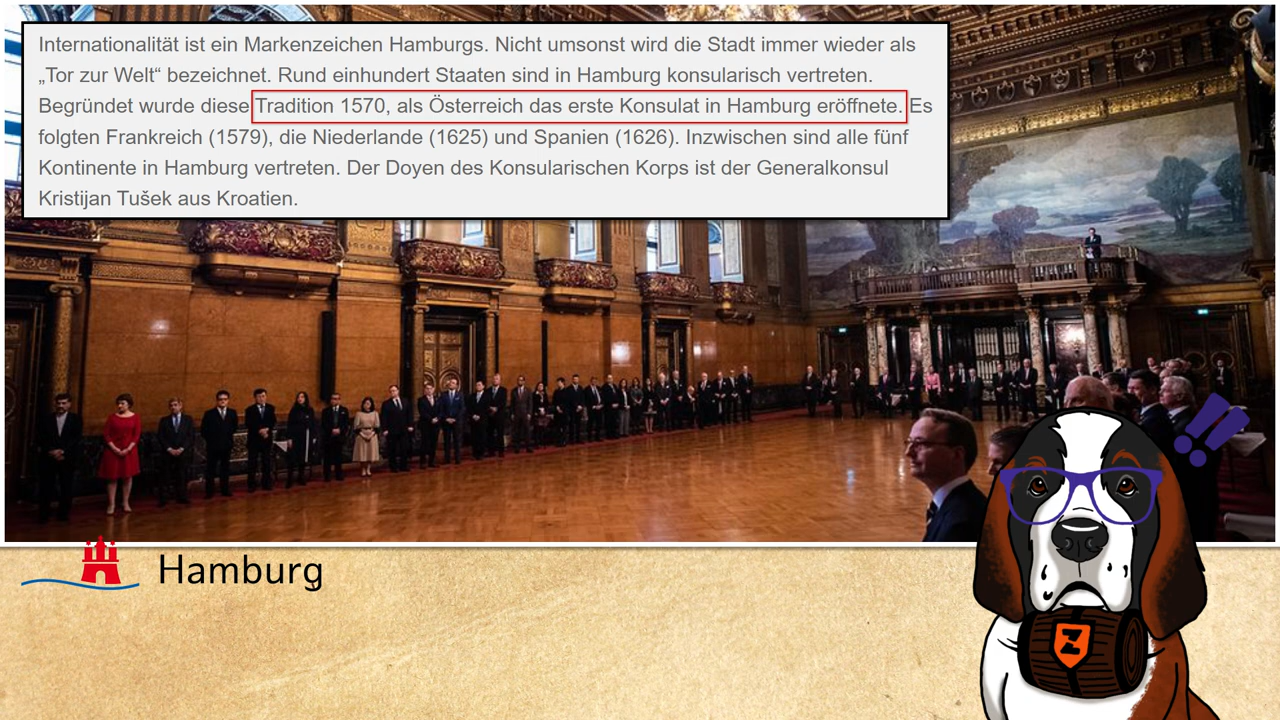 Internationalität ist ein Markenzeichen Hamburgs. Nicht umsonst wird die Stadt immer wieder als
„Tor zur Welt“ bezeichnet. Rund einhundert Staaten sind in Hamburg konsularisch vertreten.
Begründet wurde diese Tradition 1570, als Österreich das erste Konsulat in Hamburg eröffnete. Es
folgten Frankreich (1579), die Niederlande (1625) und Spanien (1626). Inzwischen sind alle fünf
Kontinente in Hamburg vertreten. Der Doyen des Konsularischen Korps ist der Generalkonsul
Kristijan Tušek aus Kroatien.
Hamburg
Z